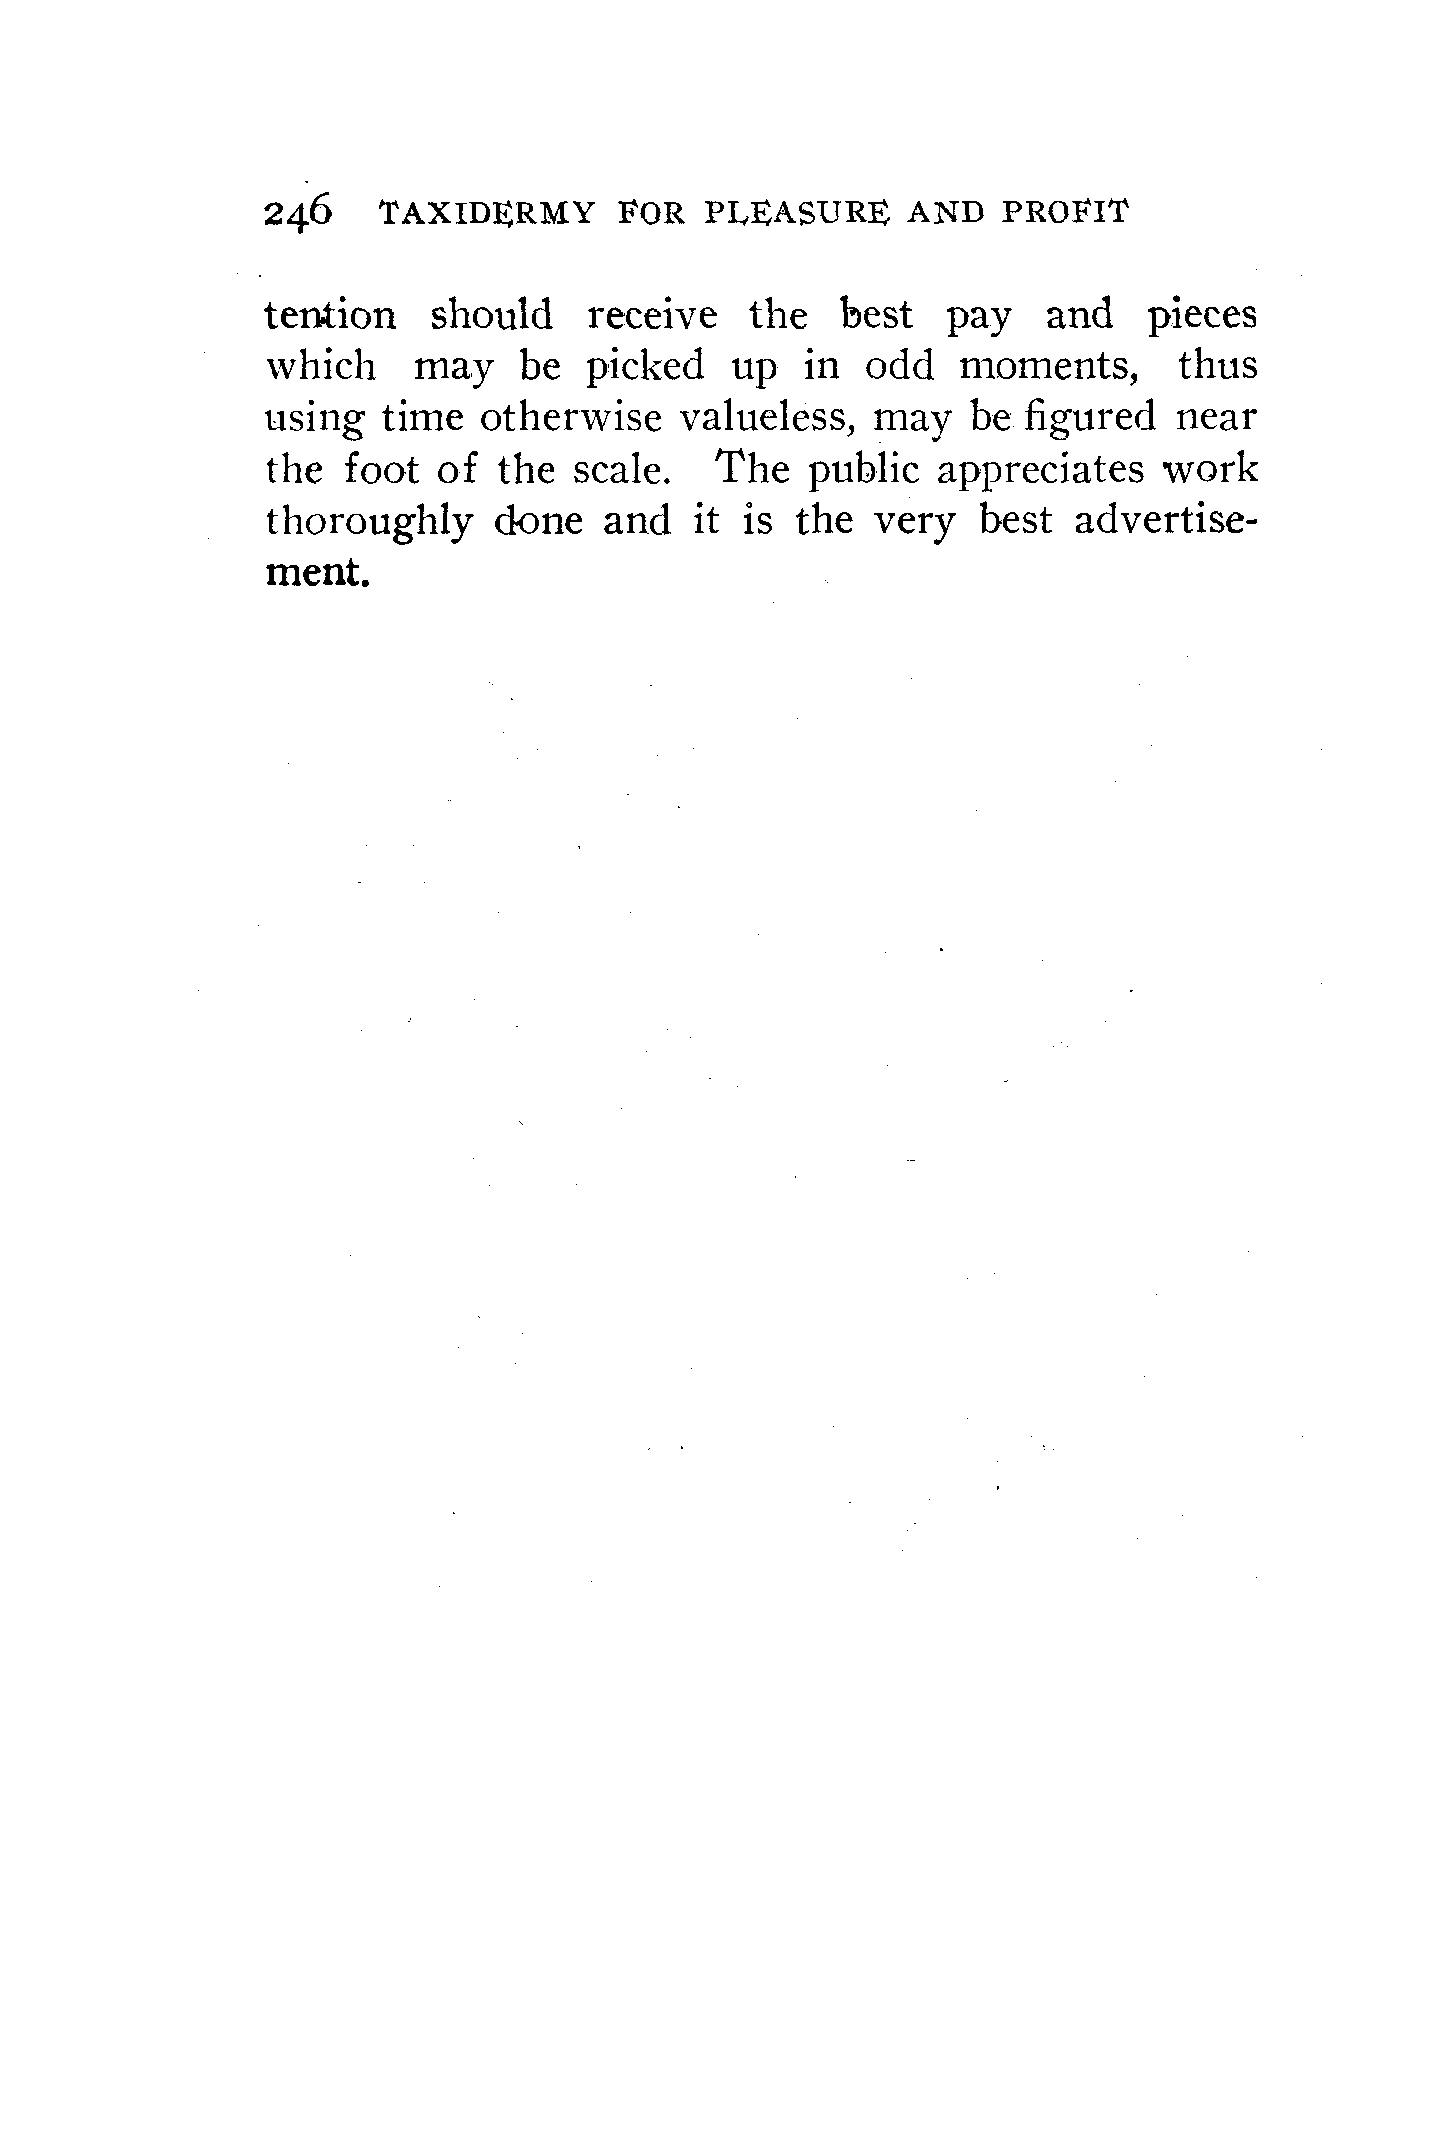 246 TAXIDERMY FOR PLEASURE AND PROFIT
tention should receive the best pay and pieces
which may be picked up in odd moments, thus
using time otherwise valueless, may be figured near
the foot of the scale. The public appreciates work
thoroughly done and it is the very best advertise-
ment.